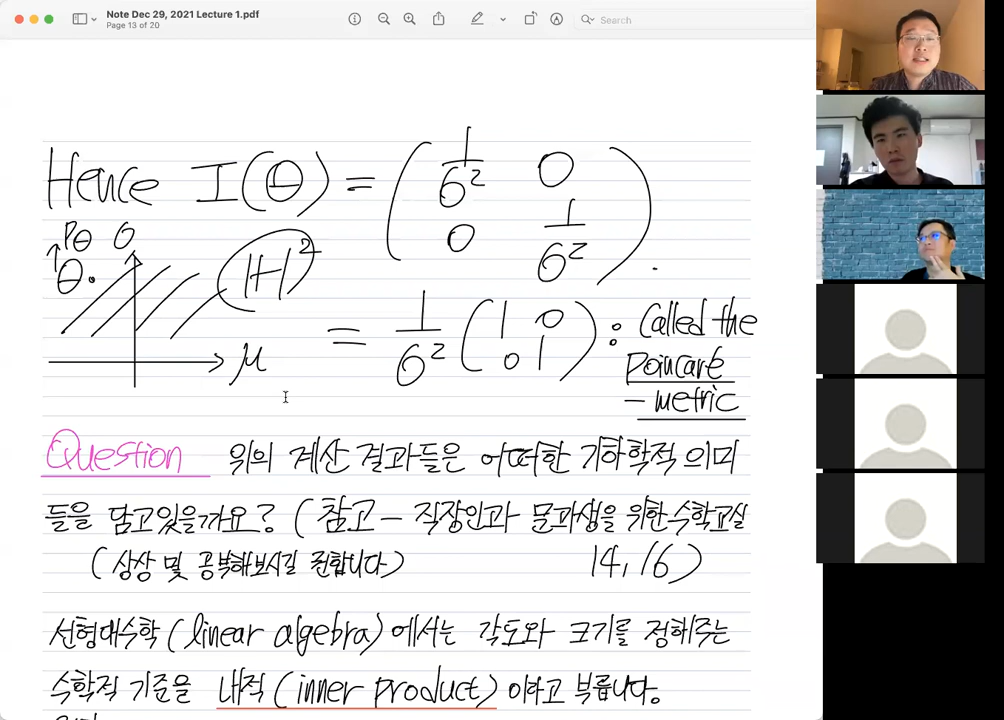 Note Dec 29, 2021 Lecture 1.pdf
Page 13 of 20
Search
Hence I(θ) = ( 1/σ² 0
0 1/σ² ).
Pθ σ
θ.
|H²
μ
= 1/σ² ( 1 0
0 1 ) : Called the
Poincaré
- metric
Question 위의 계산 결과들은 어떠한 기하학적 의미
들을 담고있을까요? ( 참고 - 직장인과 문과생을 위한 수학교실
( 상상 및 공부해보시길 권합니다 ) 14, 16 )
선형대수학 (linear algebra) 에서는 각도와 크기를 정해주는
수학적 기준을 내적 (inner product) 이라고 부릅니다.